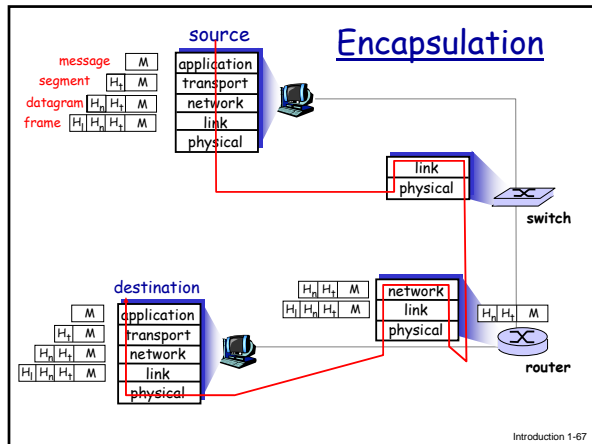 Encapsulation
source
message M application
segment Hₜ M transport
datagram Hₙ Hₜ M network
frame Hₗ Hₙ Hₜ M link
physical
link
physical
switch
destination
M application
Hₜ M transport
Hₙ Hₜ M network
Hₗ Hₙ Hₜ M link
physical
Hₙ Hₜ M network
Hₗ Hₙ Hₜ M link
physical
Hₙ Hₜ M
router
Introduction 1-67